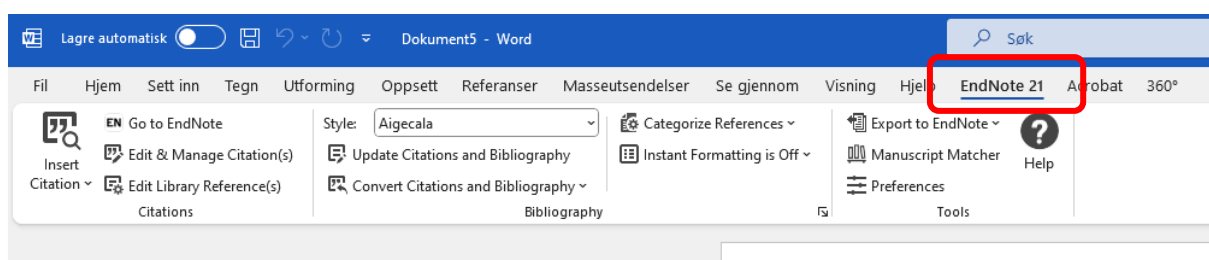 Lagre automatisk Dokument5 - Word Søk
Fil Hjem Sett inn Tegn Utforming Oppsett Referanser Masseutsendelser Se gjennom Visning Hjelp EndNote 21 Acrobat 360°
Insert Citation
EN Go to EndNote
Edit & Manage Citation(s)
Edit Library Reference(s)
Citations
Style: Aigecala
Update Citations and Bibliography
Convert Citations and Bibliography
Categorize References
Instant Formatting is Off
Bibliography
Export to EndNote
Manuscript Matcher
Preferences
Help
Tools